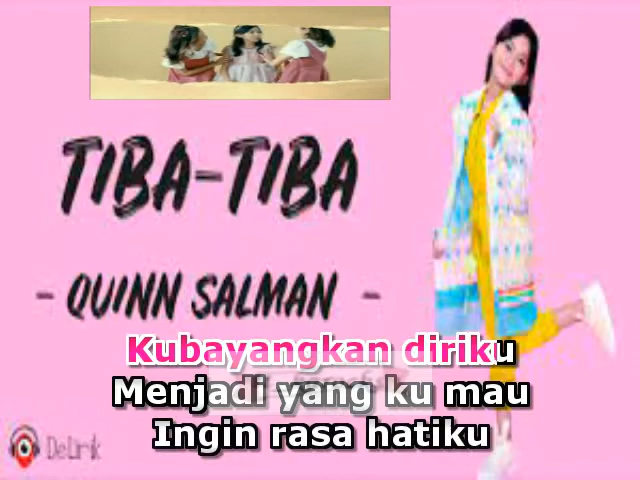 TIBA-TIBA
- QUINN SALMAN -
Kubayangkan diriku
Menjadi yang ku mau
Ingin rasa hatiku
DeLirik